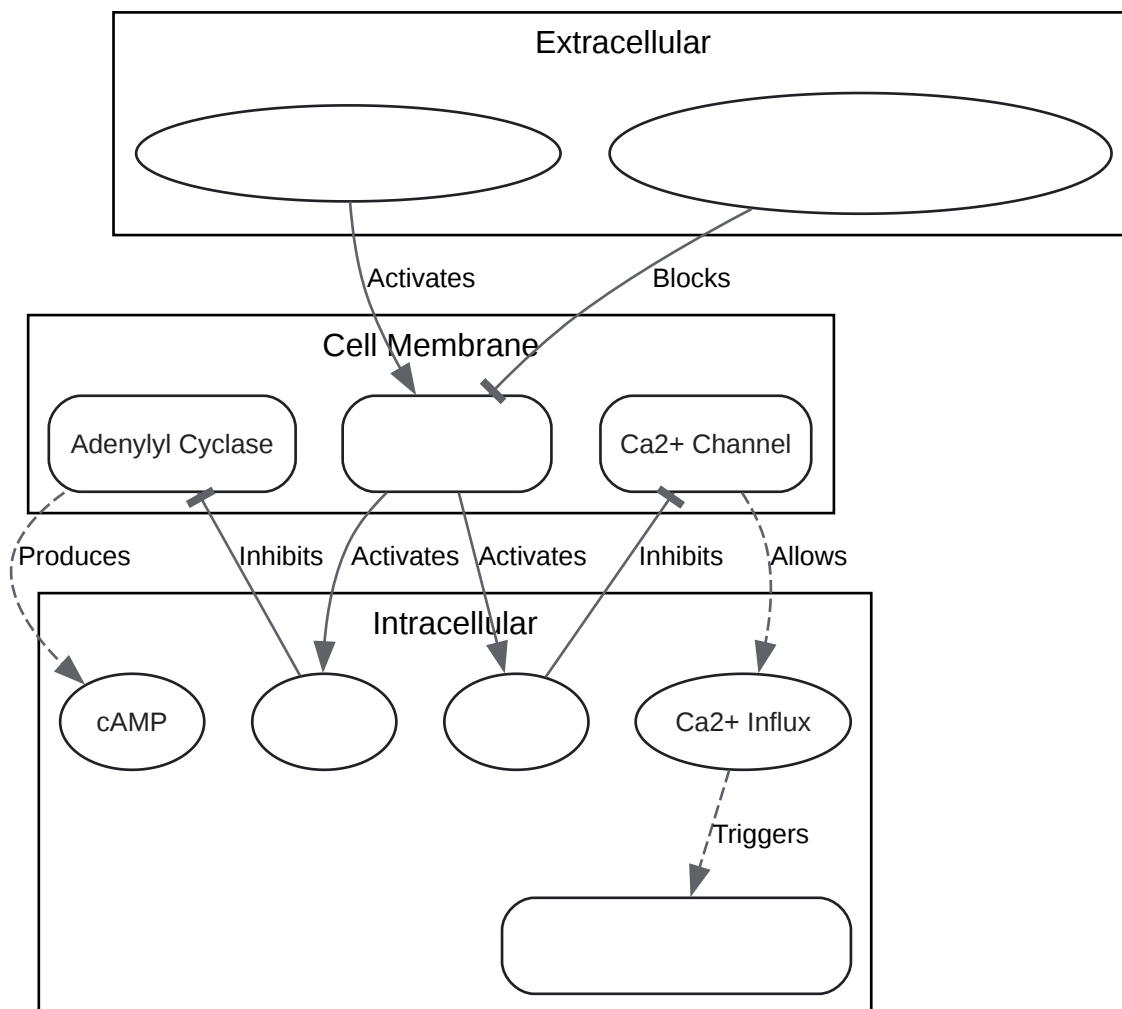 Extracellular
Activates
Blocks
Cell Membrane
Adenylyl Cyclase
Ca2+ Channel
Produces
Inhibits
Activates
Activates
Inhibits
Allows
Intracellular
cAMP
Ca2+ Influx
Triggers